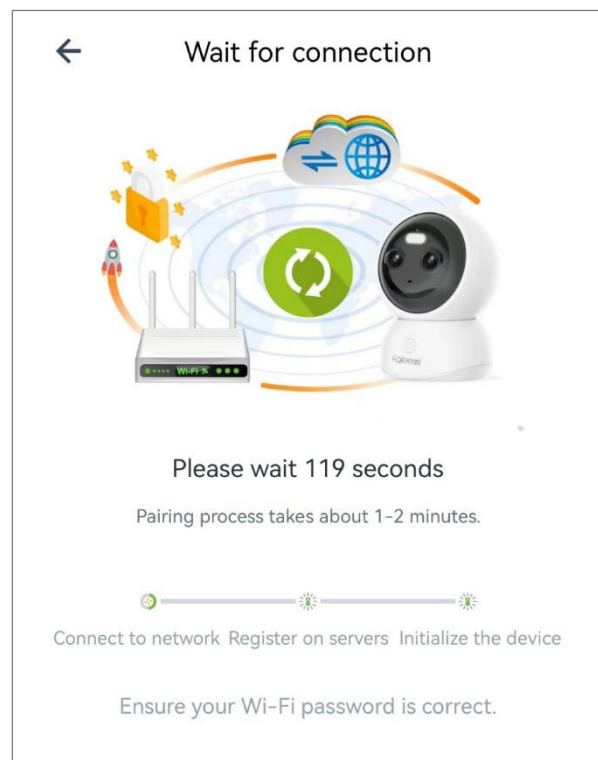 Wait for connection
WI-FI
Faleemi
Please wait 119 seconds
Pairing process takes about 1-2 minutes.
Connect to network Register on servers Initialize the device
Ensure your Wi-Fi password is correct.